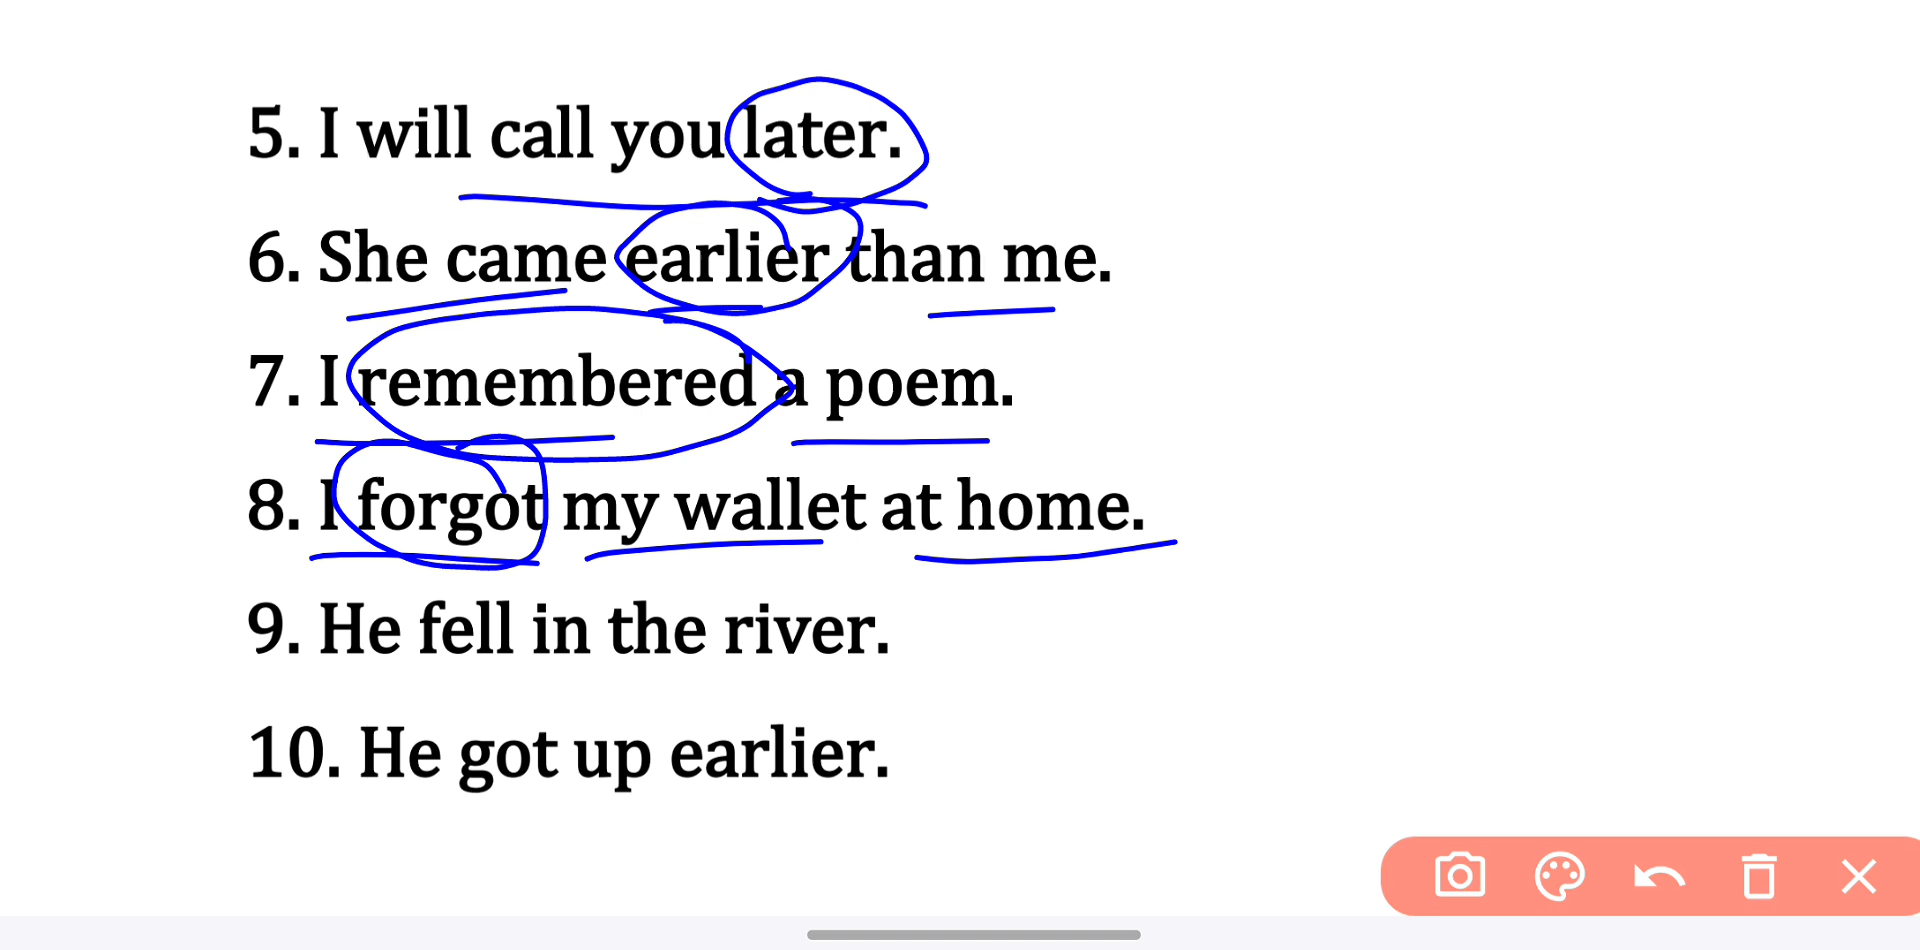 5. I will call you later.
6. She came earlier than me.
7. I remembered a poem.
8. I forgot my wallet at home.
9. He fell in the river.
10. He got up earlier.